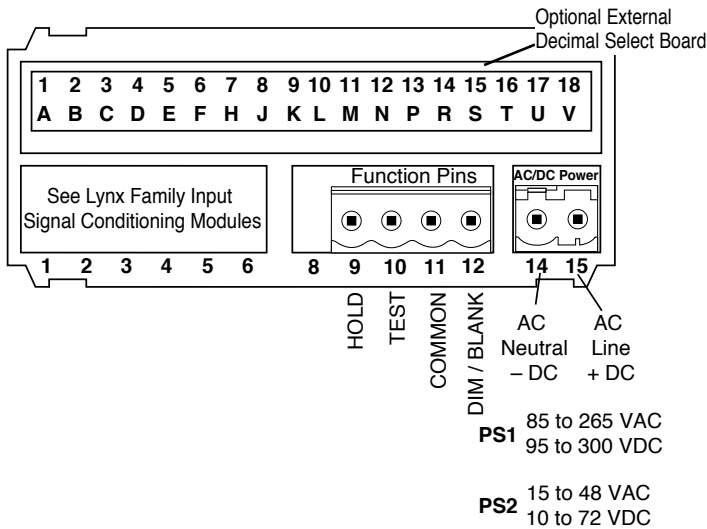 Optional External
Decimal Select Board
1 2 3 4 5 6 7 8 9 10 11 12 13 14 15 16 17 18
A B C D E F H J K L M N P R S T U V
See Lynx Family Input
Signal Conditioning Modules
Function Pins
AC/DC Power
1 2 3 4 5 6 8 9 10 11 12 14 15
HOLD
TEST
COMMON
DIM / BLANK
AC
Neutral
– DC
AC
Line
+ DC
PS1 85 to 265 VAC
95 to 300 VDC
PS2 15 to 48 VAC
10 to 72 VDC